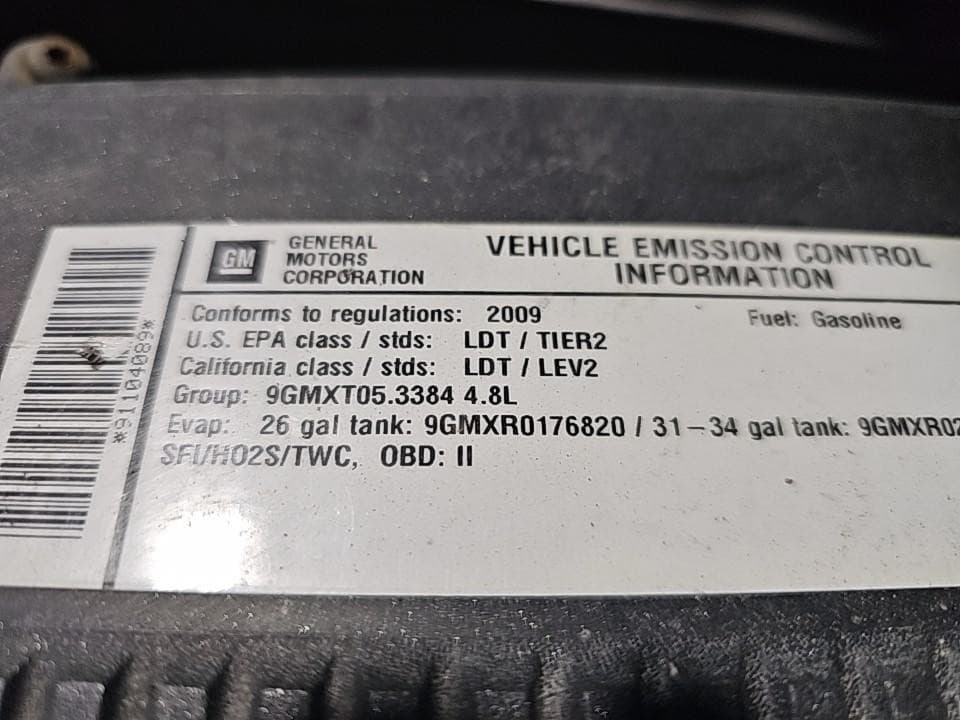 GM
GENERAL
MOTORS
CORPORATION
VEHICLE EMISSION CONTROL
INFORMATION
Conforms to regulations: 2009
Fuel: Gasoline
U.S. EPA class / stds: LDT / TIER2
California class / stds: LDT / LEV2
Group: 9GMXT05.3384 4.8L
Evap: 26 gal tank: 9GMXR0176820 / 31-34 gal tank: 9GMXR02
SFI/HO2S/TWC, OBD: II
*91104089*